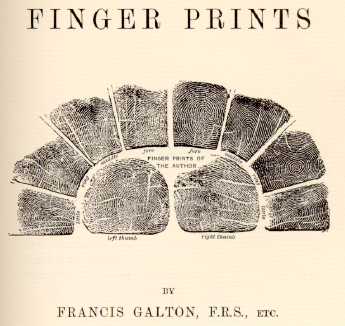 FINGER PRINTS
fore
fore
FINGER PRINTS OF
THE AUTHOR
left thumb
right thumb
BY
FRANCIS GALTON, F.R.S., ETC.